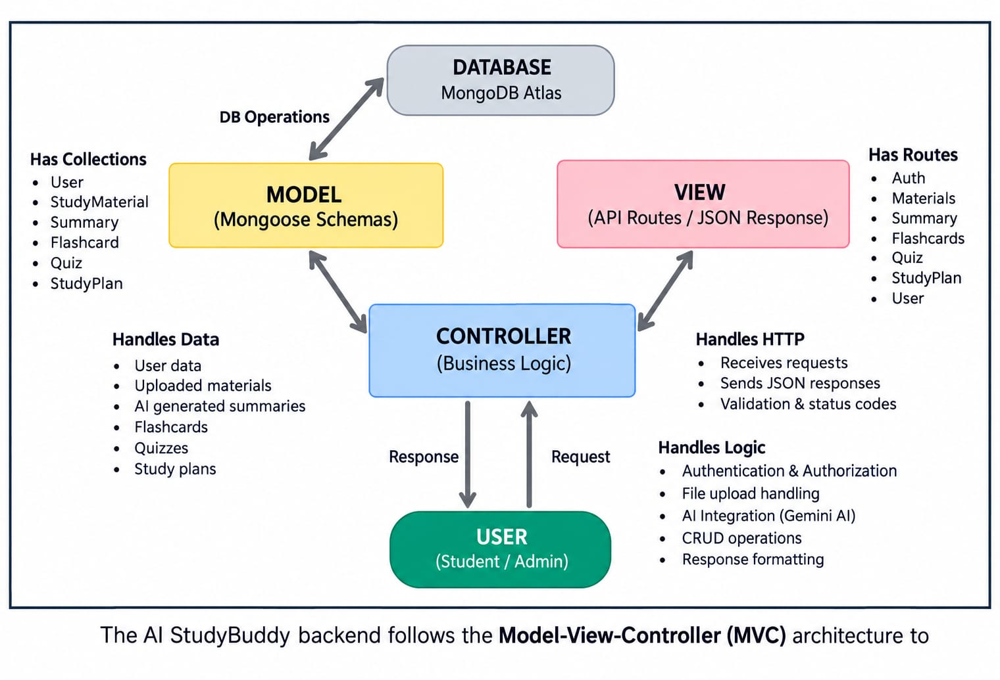 DATABASE
MongoDB Atlas
DB Operations
Has Collections
• User
• StudyMaterial
• Summary
• Flashcard
• Quiz
• StudyPlan
MODEL
(Mongoose Schemas)
VIEW
(API Routes / JSON Response)
Has Routes
• Auth
• Materials
• Summary
• Flashcards
• Quiz
• StudyPlan
• User
CONTROLLER
(Business Logic)
Handles Data
• User data
• Uploaded materials
• AI generated summaries
• Flashcards
• Quizzes
• Study plans
Handles HTTP
• Receives requests
• Sends JSON responses
• Validation & status codes
Response
Request
Handles Logic
• Authentication & Authorization
• File upload handling
• AI Integration (Gemini AI)
• CRUD operations
• Response formatting
USER
(Student / Admin)
The AI StudyBuddy backend follows the Model-View-Controller (MVC) architecture to